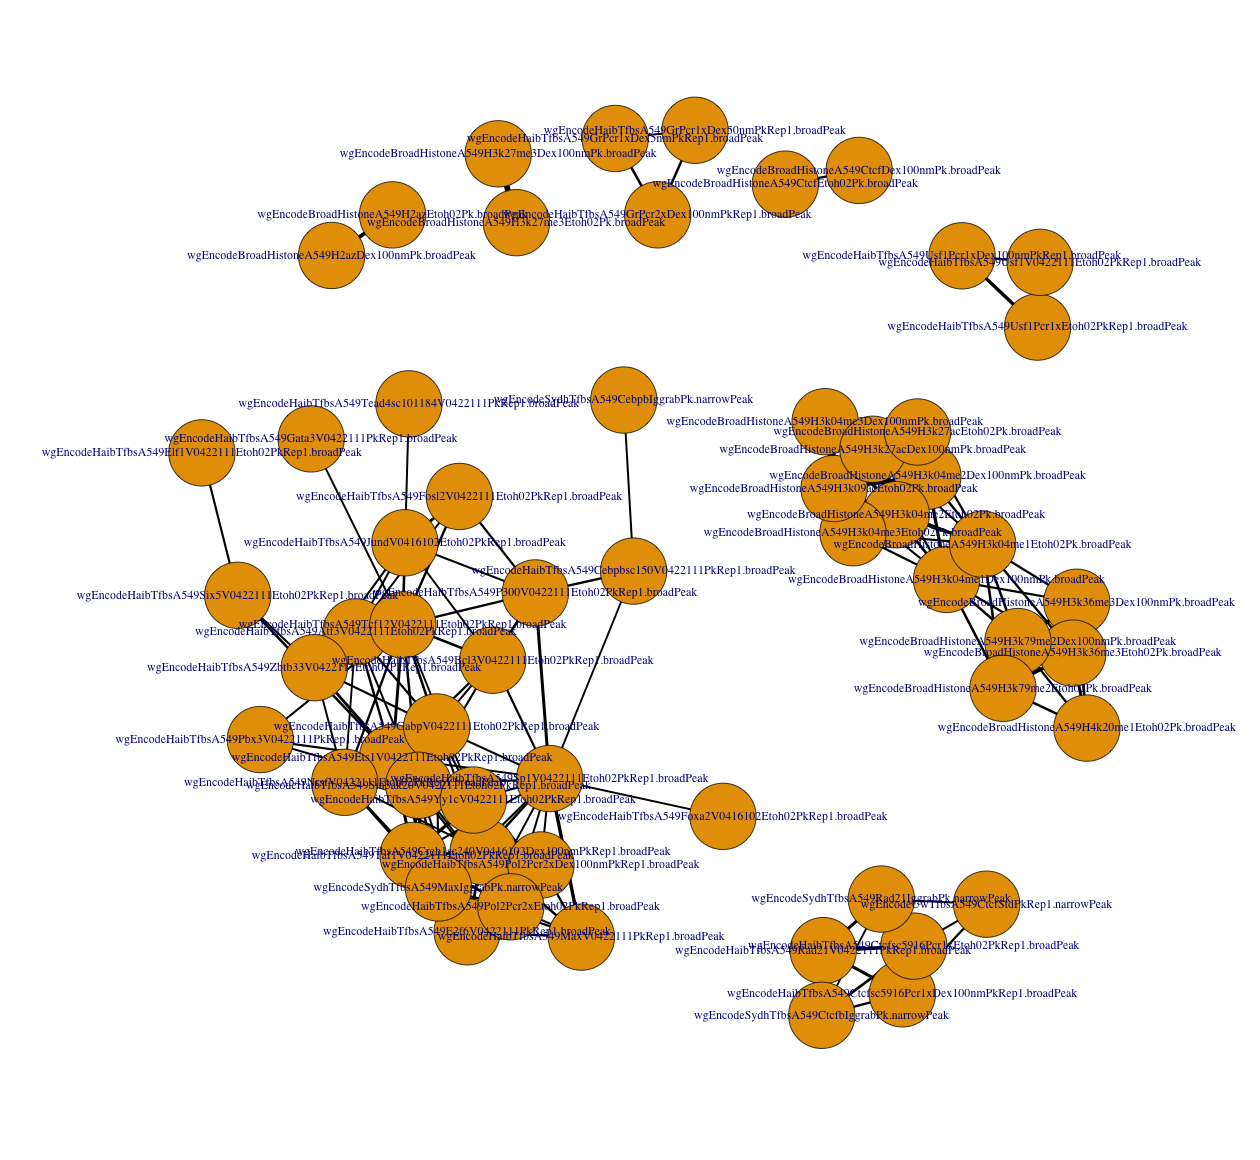 wgEncodeHaibTfbsA549GrPcr1xDex50nmPkRep1.broadPeak
wgEncodeHaibTfbsA549GrPcr1xDex5nmPkRep1.broadPeak
wgEncodeBroadHistoneA549H3k27me3Dex100nmPk.broadPeak
wgEncodeBroadHistoneA549CtcfDex100nmPk.broadPeak
wgEncodeBroadHistoneA549CtcfEtoh02Pk.broadPeak
wgEncodeBroadHistoneA549H2azEtoh02Pk.broadPeak
wgEncodeHaibTfbsA549GrPcr2xDex100nmPkRep1.broadPeak
wgEncodeBroadHistoneA549H3k27me3Etoh02Pk.broadPeak
wgEncodeBroadHistoneA549H2azDex100nmPk.broadPeak
wgEncodeHaibTfbsA549Usf1Pcr1xDex100nmPkRep1.broadPeak
wgEncodeHaibTfbsA549Usf1V0422111Etoh02PkRep1.broadPeak
wgEncodeHaibTfbsA549Usf1Pcr1xEtoh02PkRep1.broadPeak
wgEncodeSydhTfbsA549CebpbIggrabPk.narrowPeak
wgEncodeHaibTfbsA549Tead4sc101184V0422111PkRep1.broadPeak
wgEncodeBroadHistoneA549H3k04me3Dex100nmPk.broadPeak
wgEncodeBroadHistoneA549H3k27acEtoh02Pk.broadPeak
wgEncodeHaibTfbsA549Gata3V0422111PkRep1.broadPeak
wgEncodeBroadHistoneA549H3k27acDex100nmPk.broadPeak
wgEncodeHaibTfbsA549Elf1V0422111Etoh02PkRep1.broadPeak
wgEncodeBroadHistoneA549H3k04me2Dex100nmPk.broadPeak
wgEncodeBroadHistoneA549H3k09acEtoh02Pk.broadPeak
wgEncodeHaibTfbsA549Fosl2V0422111Etoh02PkRep1.broadPeak
wgEncodeBroadHistoneA549H3k04me2Etoh02Pk.broadPeak
wgEncodeBroadHistoneA549H3k04me3Etoh02Pk.broadPeak
wgEncodeHaibTfbsA549JundV0416102Etoh02PkRep1.broadPeak
wgEncodeBroadHistoneA549H3k04me1Etoh02Pk.broadPeak
wgEncodeHaibTfbsA549Cebpbsc150V0422111PkRep1.broadPeak
wgEncodeBroadHistoneA549H3k04me1Dex100nmPk.broadPeak
wgEncodeHaibTfbsA549P300V0422111Etoh02PkRep1.broadPeak
wgEncodeHaibTfbsA549Six5V0422111Etoh02PkRep1.broadPeak
wgEncodeBroadHistoneA549H3k36me3Dex100nmPk.broadPeak
wgEncodeHaibTfbsA549Tcf12V0422111Etoh02PkRep1.broadPeak
wgEncodeHaibTfbsA549Atf3V0422111Etoh02PkRep1.broadPeak
wgEncodeBroadHistoneA549H3k79me2Dex100nmPk.broadPeak
wgEncodeBroadHistoneA549H3k36me3Etoh02Pk.broadPeak
wgEncodeHaibTfbsA549Bcl3V0422111Etoh02PkRep1.broadPeak
wgEncodeHaibTfbsA549Zbtb33V0422111Etoh02PkRep1.broadPeak
wgEncodeBroadHistoneA549H3k79me2Etoh02Pk.broadPeak
wgEncodeHaibTfbsA549GabpV0422111Etoh02PkRep1.broadPeak
wgEncodeBroadHistoneA549H4k20me1Etoh02Pk.broadPeak
wgEncodeHaibTfbsA549Pbx3V0422111PkRep1.broadPeak
wgEncodeHaibTfbsA549Ets1V0422111Etoh02PkRep1.broadPeak
wgEncodeHaibTfbsA549Sp1V0422111Etoh02PkRep1.broadPeak
wgEncodeHaibTfbsA549Yy1cV0422111Etoh02PkRep1.broadPeak
wgEncodeHaibTfbsA549Foxa2V0416102Etoh02PkRep1.broadPeak
wgEncodeHaibTfbsA549Creb1sc240V0416102Dex100nmPkRep1.broadPeak
wgEncodeHaibTfbsA549Taf1V0422111Etoh02PkRep1.broadPeak
wgEncodeHaibTfbsA549Pol2Pcr2xDex100nmPkRep1.broadPeak
wgEncodeSydhTfbsA549MaxIggrabPk.narrowPeak
wgEncodeSydhTfbsA549Rad21IggrabPk.narrowPeak
wgEncodeUwTfbsA549CtcfStdPkRep1.narrowPeak
wgEncodeHaibTfbsA549Pol2Pcr2xEtoh02PkRep1.broadPeak
wgEncodeHaibTfbsA549E2f6V0422111PkRep1.broadPeak
wgEncodeHaibTfbsA549MaxV0422111PkRep1.broadPeak
wgEncodeHaibTfbsA549Ctcfsc5916Pcr1xEtoh02PkRep1.broadPeak
wgEncodeHaibTfbsA549Rad21V0422111PkRep1.broadPeak
wgEncodeHaibTfbsA549Ctcfsc5916Pcr1xDex100nmPkRep1.broadPeak
wgEncodeSydhTfbsA549CtcfbIggrabPk.narrowPeak